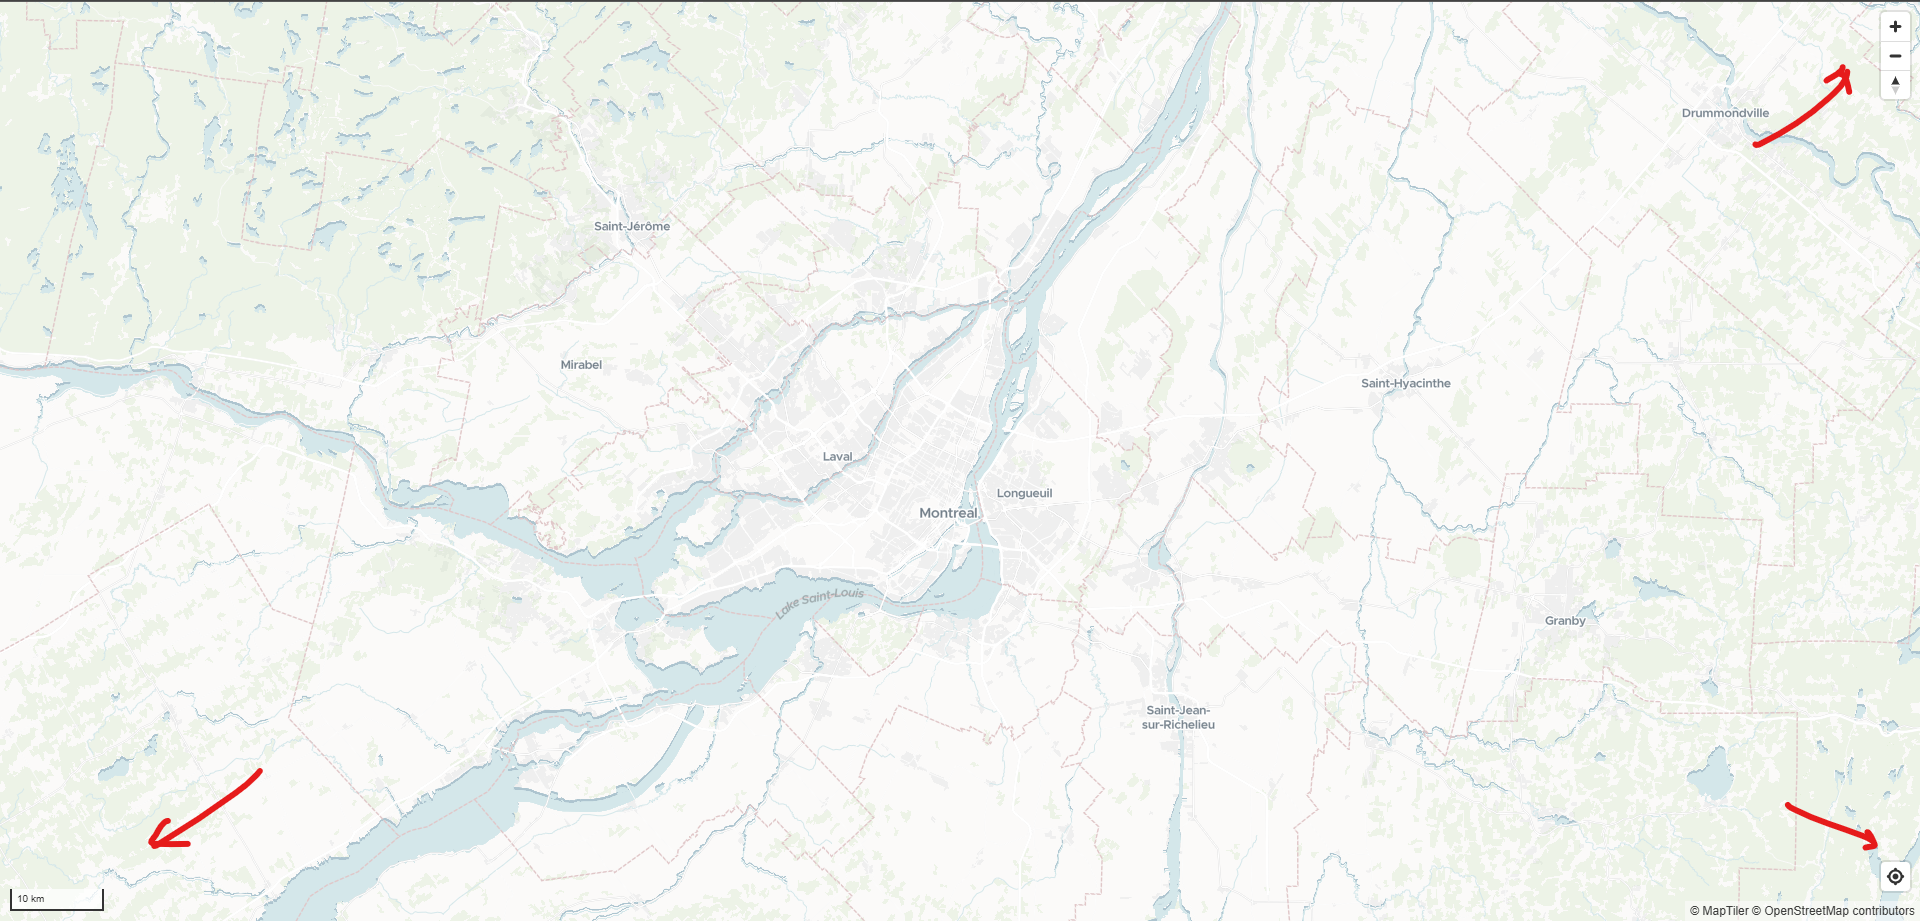 Drummondville
Saint-Jérôme
Mirabel
Saint-Hyacinthe
Laval
Longueuil
Montreal
Lake Saint-Louis
Granby
Saint-Jean-
sur-Richelieu
10 km
© MapTiler © OpenStreetMap contributors